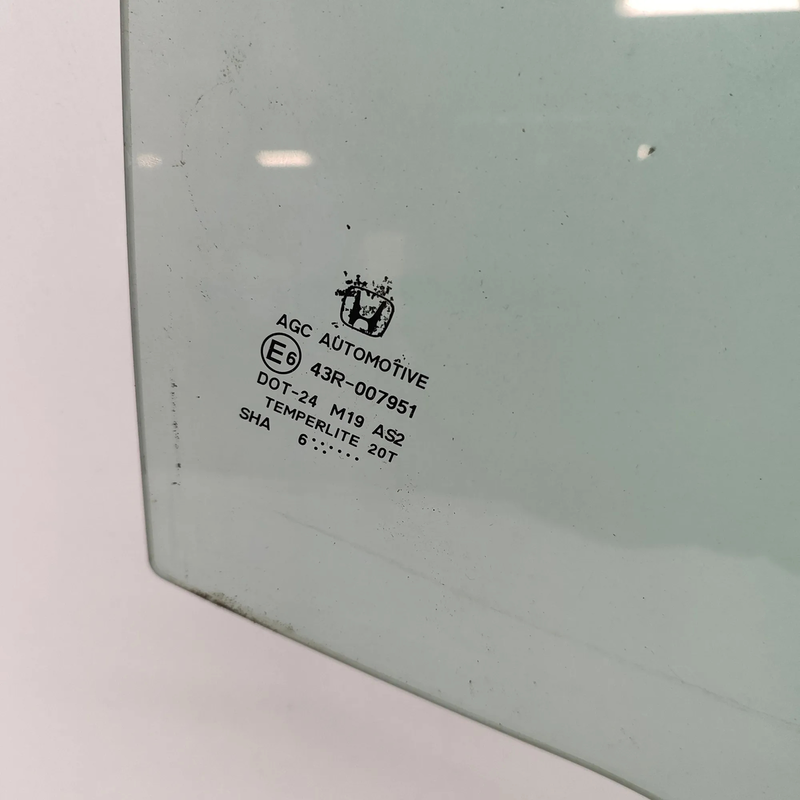 AGC AUTOMOTIVE
E6 43R-007951
DOT-24 M19 AS2
TEMPERLITE 20T
SHA 6